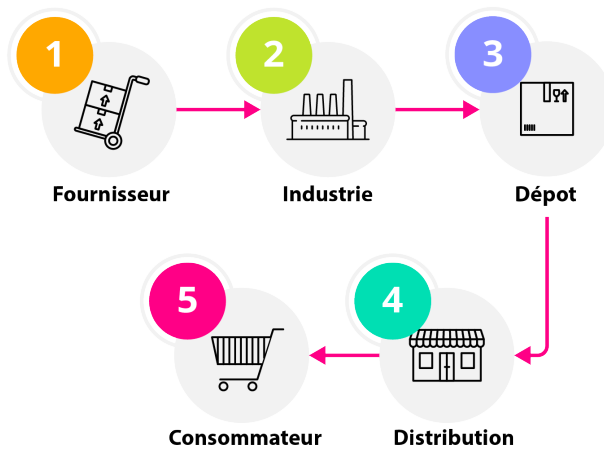 1
2
3
Fournisseur
Industrie
Dépot
4
Distribution
5
Consommateur